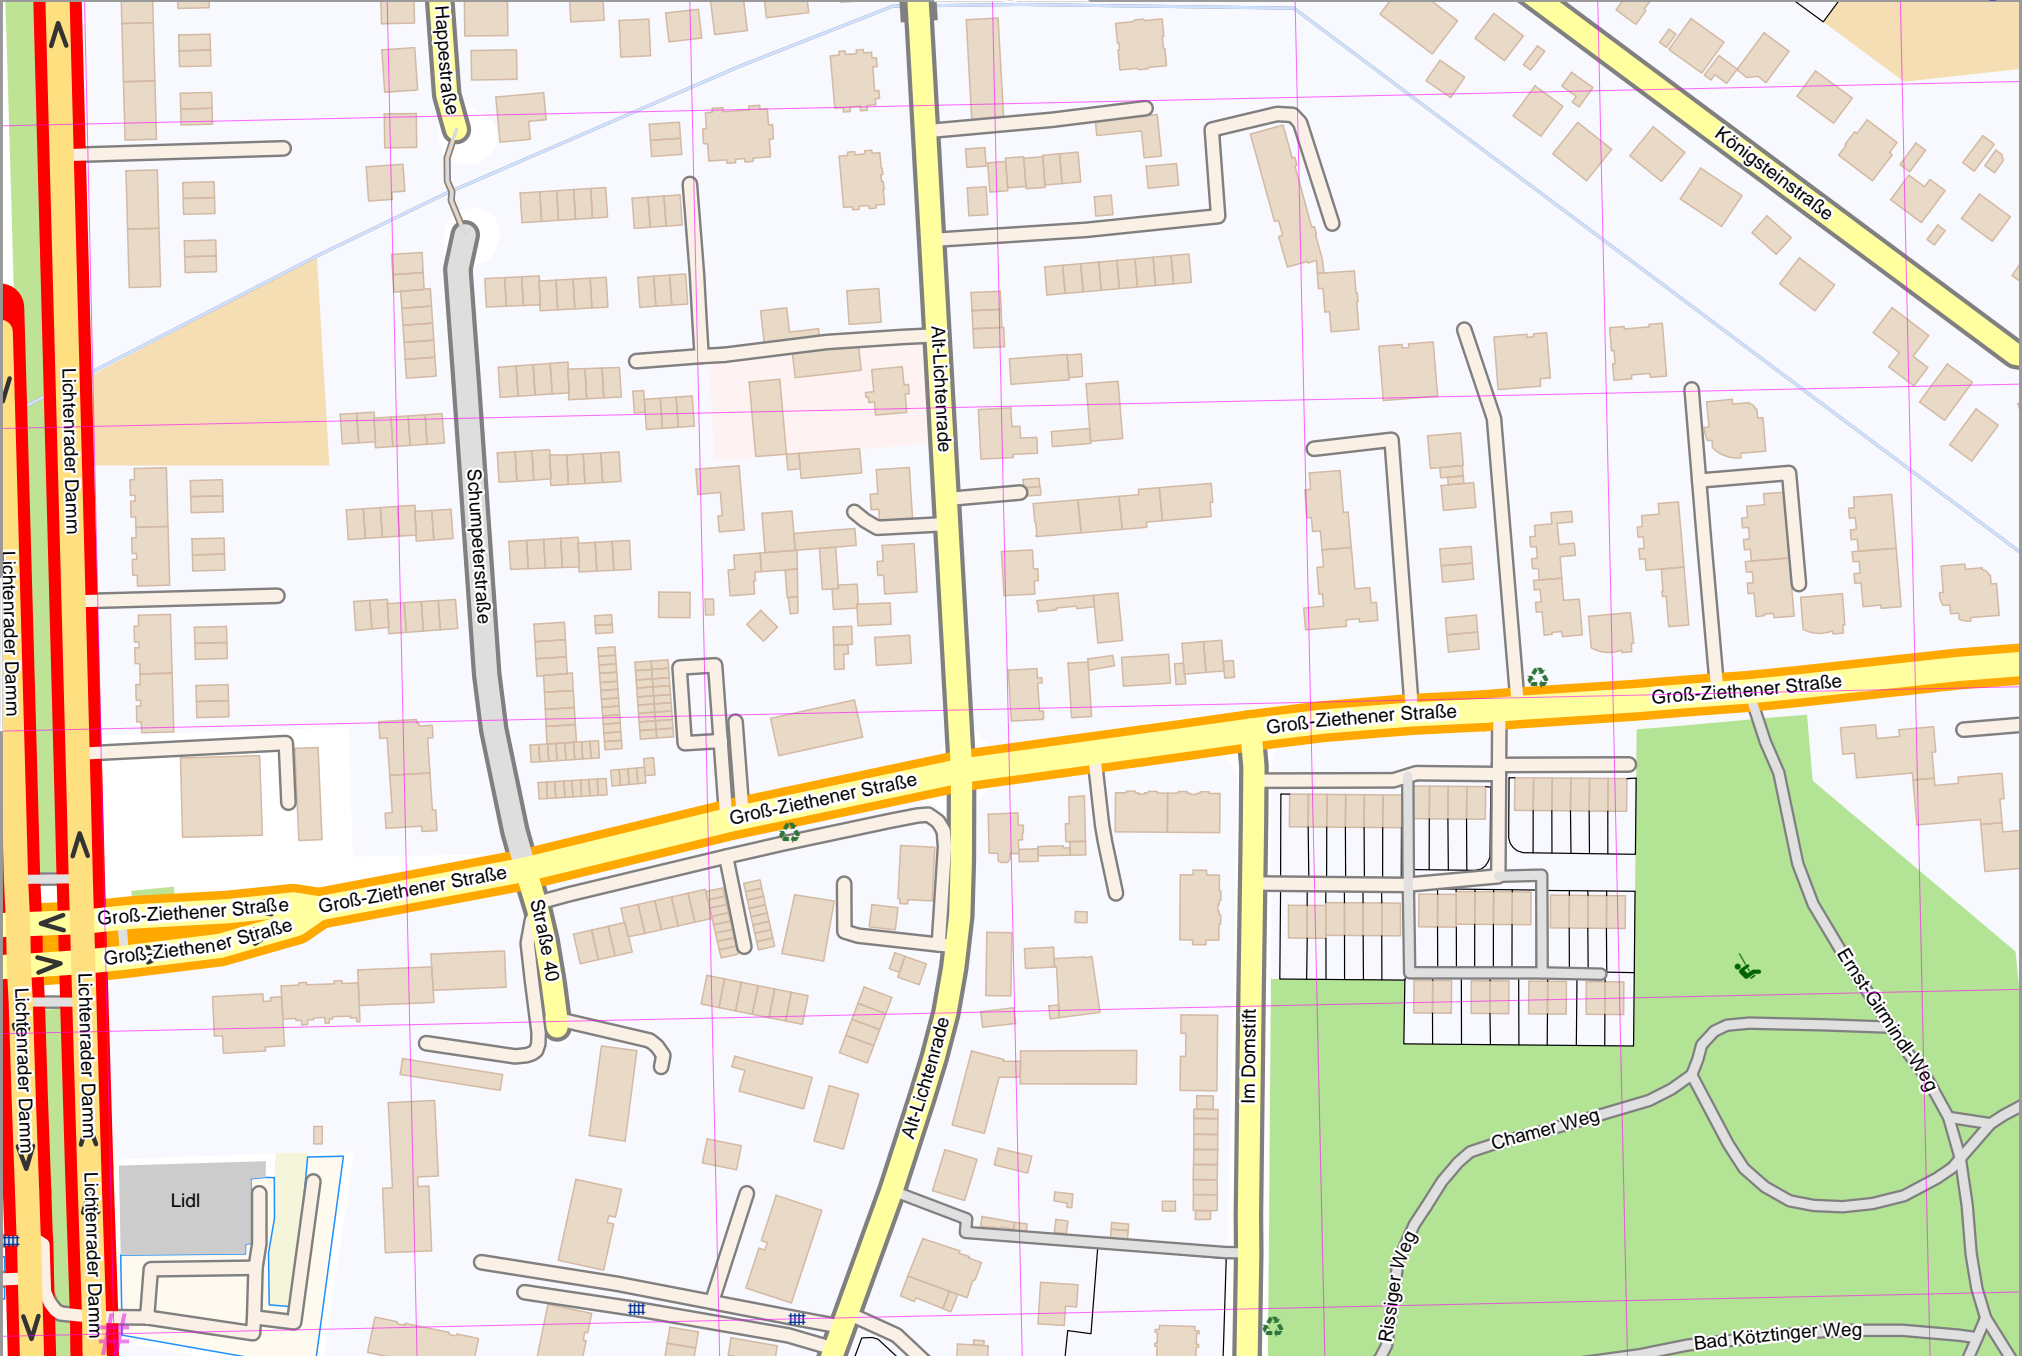 Happestraße
Königsteinstraße
Lichtenrader Damm
Alt-Lichtenrade
Schumpeterstraße
Lichtenrader Damm
Groß-Ziethener Straße
Groß-Ziethener Straße
Groß-Ziethener Straße
Groß-Ziethener Straße
Groß-Ziethener Straße
Groß-Ziethener Straße
Straße 40
Ernst-Girmindl-Weg
Lichtenrader Damm
Lichtenrader Damm
Im Domstift
Alt-Lichtenrade
Chamer Weg
Lidl
Lichtenrader Damm
Rissiger Weg
Bad Kötztinger Weg